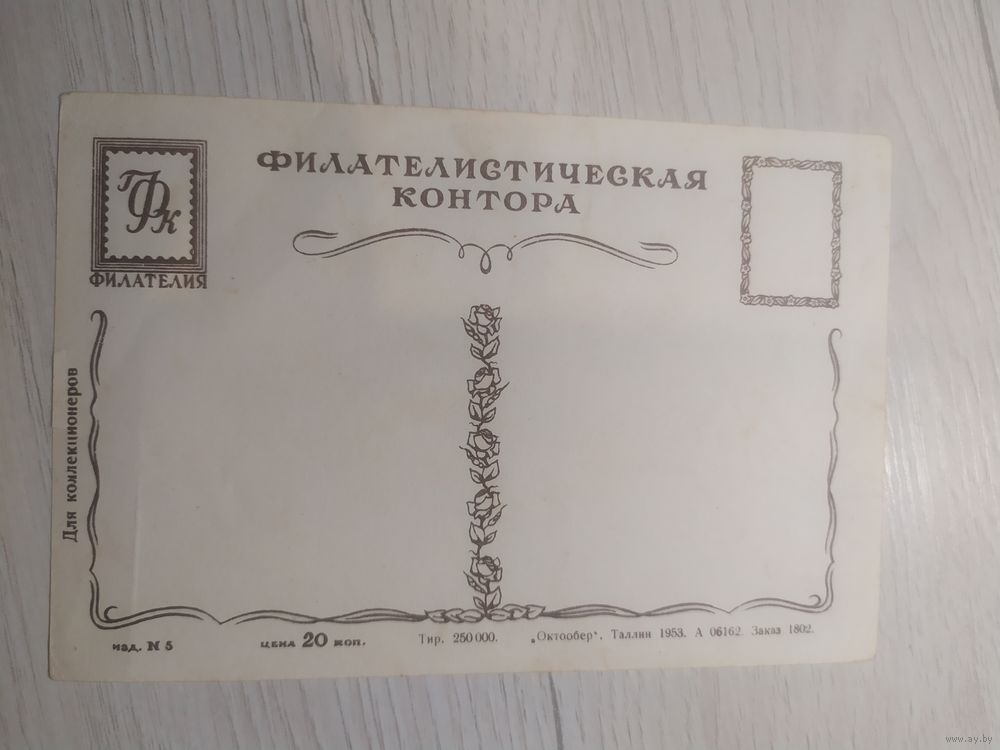 ФИЛАТЕЛИСТИЧЕСКАЯ
КОНТОРА
ГФК
ФИЛАТЕЛИЯ
Для коллекционеров
изд. N 5
ЦЕНА 20 КОП.
Тир. 250 000.
„Октообер". Таллин 1953. А 06162. Заказ 1802.
www.ay.by